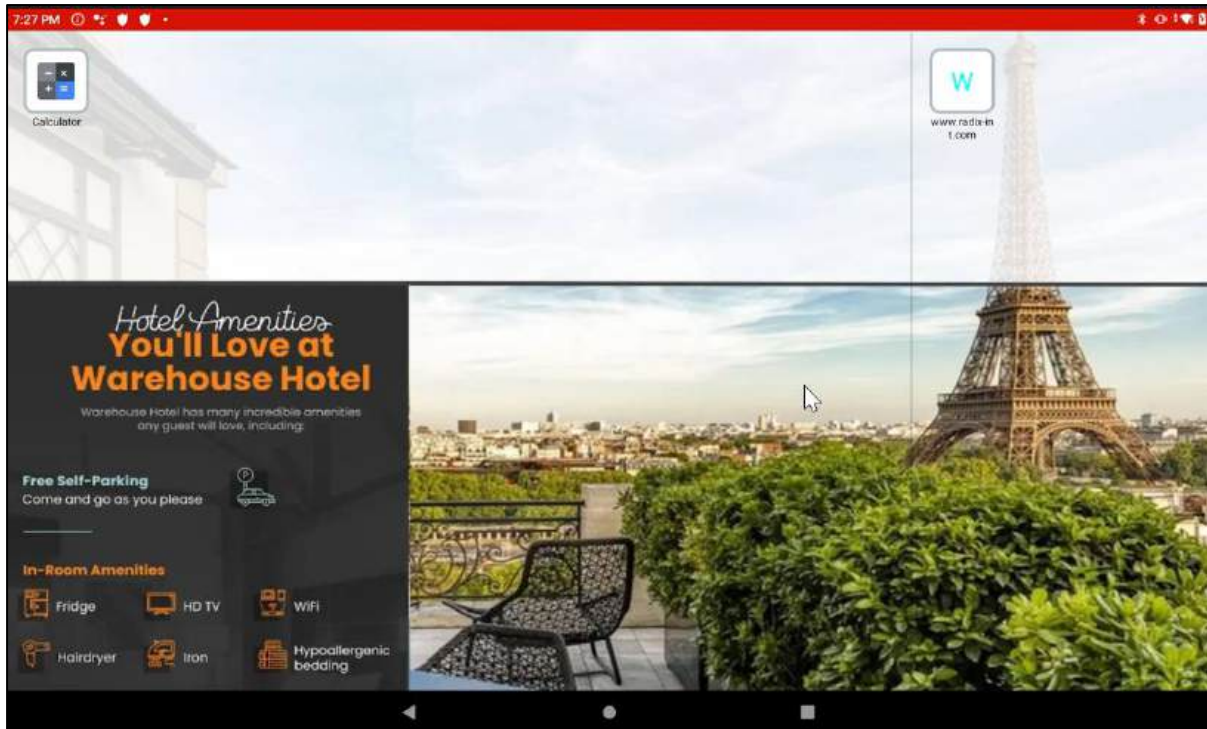 7:27 PM
Calculator
W
www.radix-in
t.com
Hotel Amenities
You'll Love at
Warehouse Hotel
Warehouse Hotel has many incredible amenities
any guest will love, including:
Free Self-Parking
Come and go as you please
P
In-Room Amenities
Fridge
HD TV
WiFi
Hairdryer
Iron
Hypoallergenic
bedding